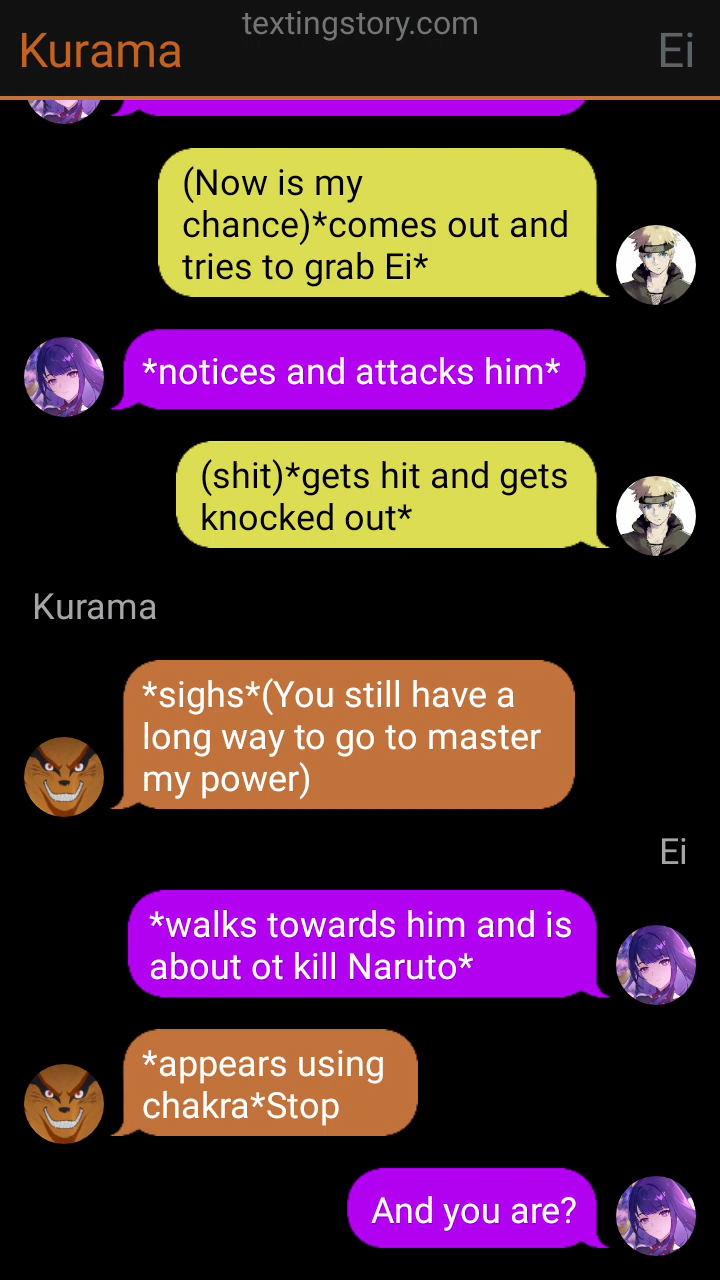 textingstory.com
Kurama
Ei
(Now is my
chance)*comes out and
tries to grab Ei*
*notices and attacks him*
(shit)*gets hit and gets
knocked out*
Kurama
*sighs*(You still have a
long way to go to master
my power)
Ei
*walks towards him and is
about ot kill Naruto*
*appears using
chakra*Stop
And you are?